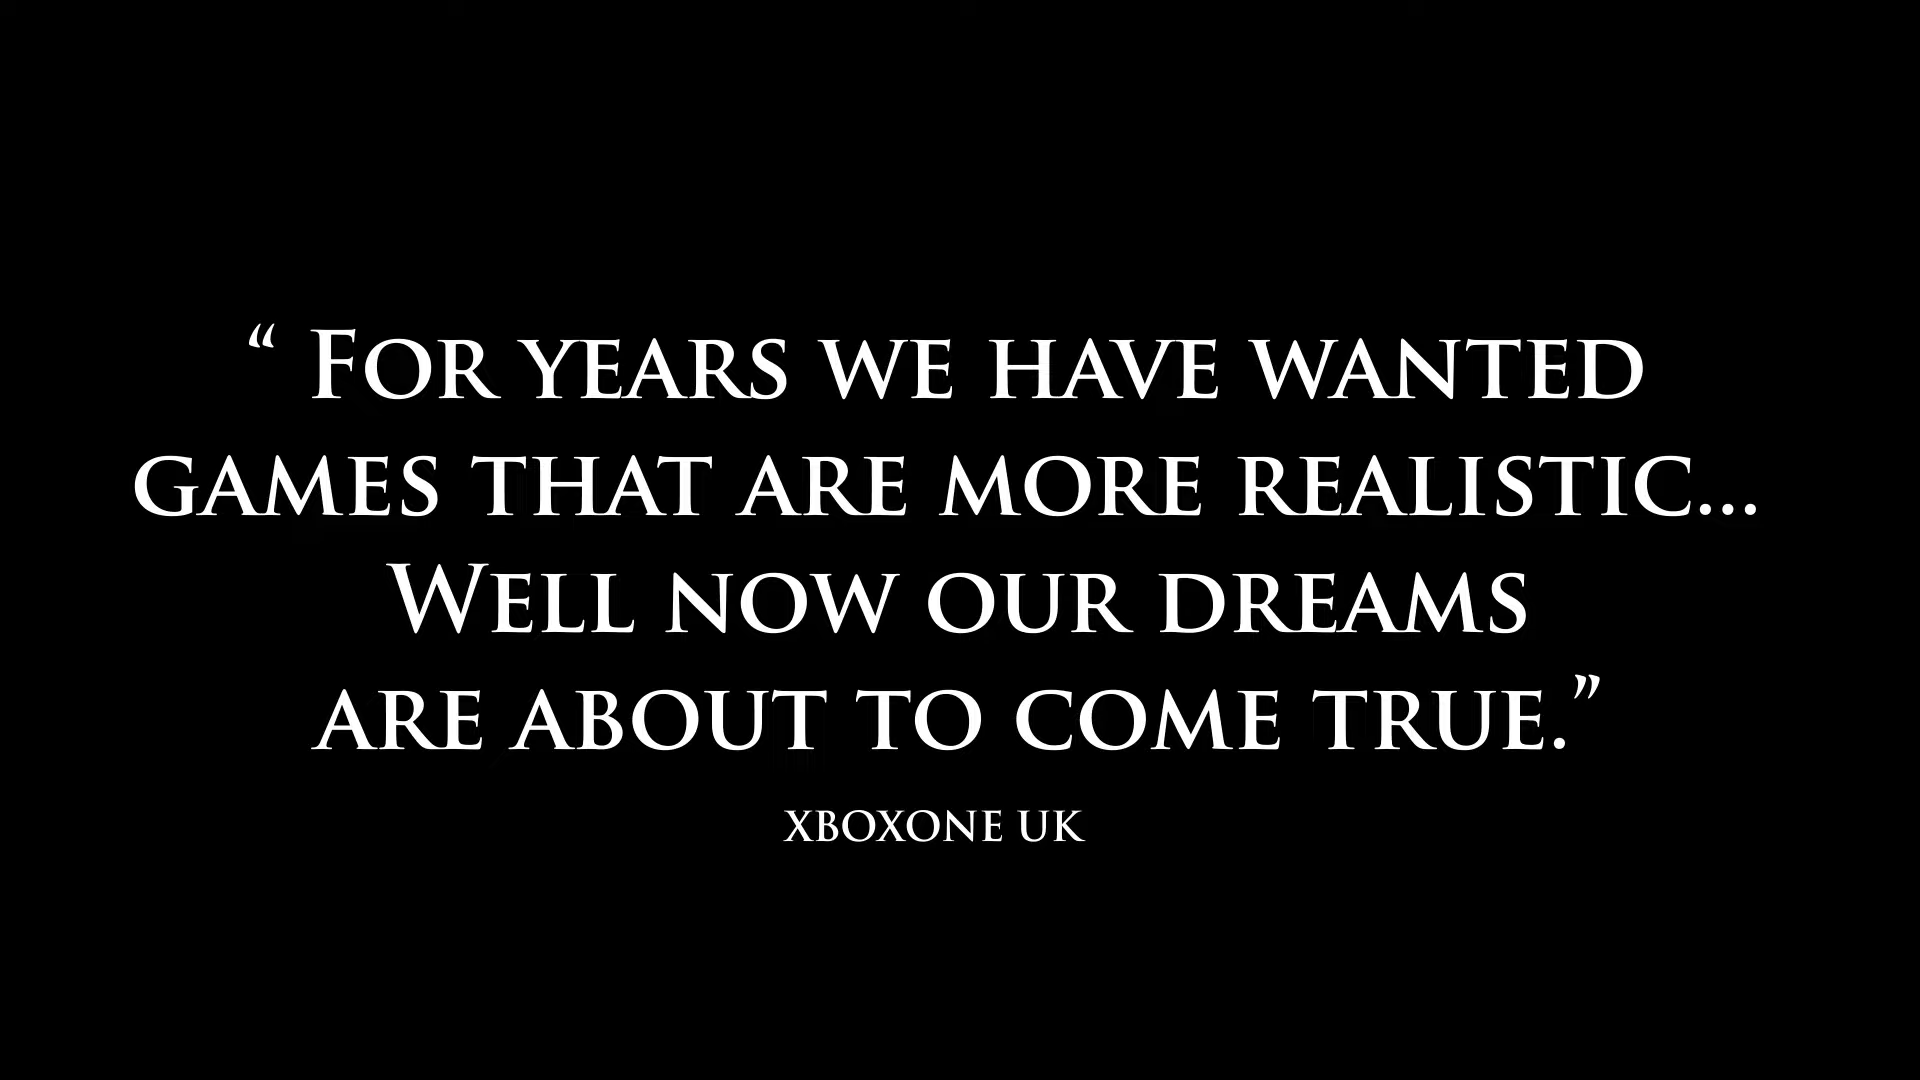 “ For years we have wanted
games that are more realistic...
Well now our dreams
are about to come true.”
xboxone uk